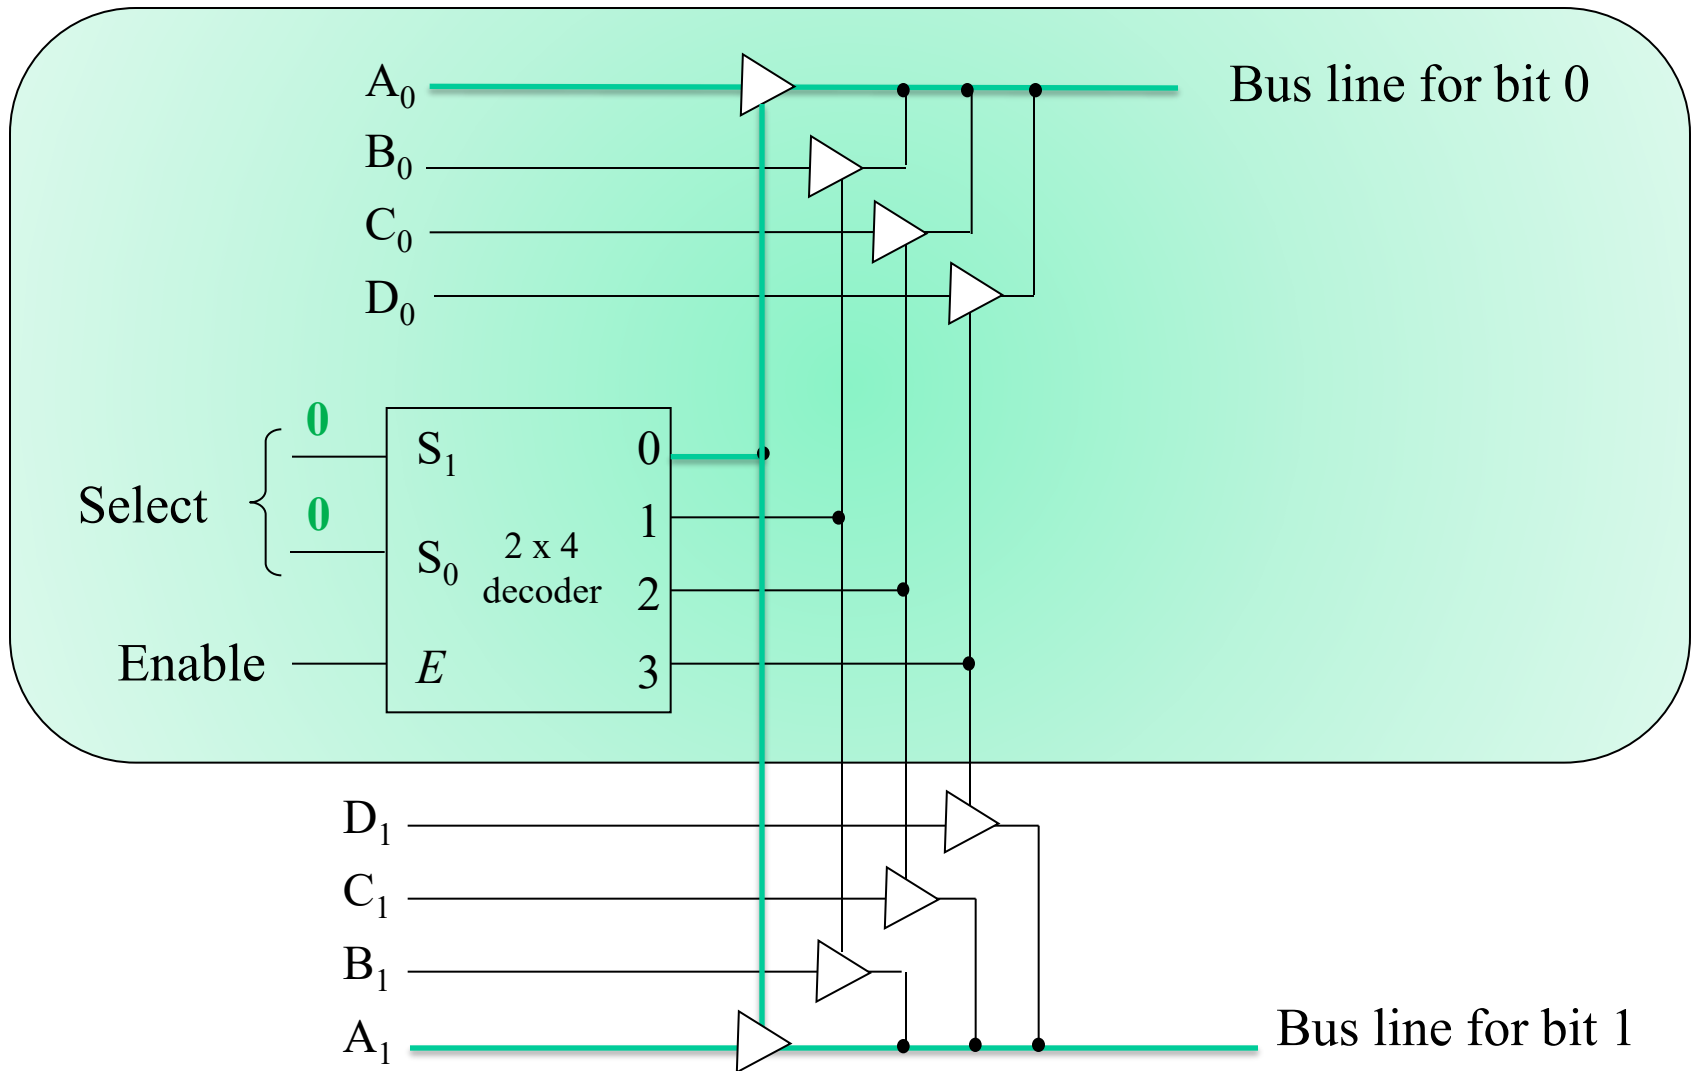 A₀
Bus line for bit 0
B₀
C₀
D₀
0
S₁
0
Select
0
1
S₀
2 x 4
decoder
2
Enable
E
3
D₁
C₁
B₁
A₁
Bus line for bit 1